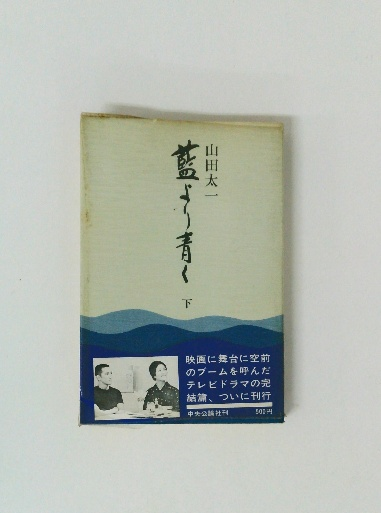 山田太一
藍より青く
下
映画に舞台に空前
のブームを呼んだ
テレビドラマの完
結篇、ついに刊行
中央公論社刊 500円